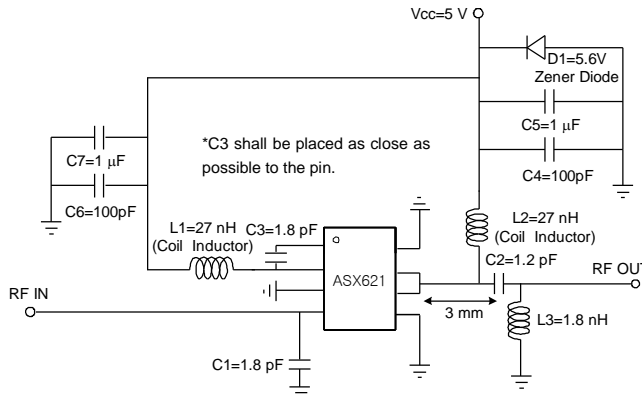 Vcc=5 V
D1=5.6V
Zener Diode
C5=1 μF
C4=100pF
*C3 shall be placed as close as
possible to the pin.
C7=1 μF
C6=100pF
L1=27 nH
(Coil Inductor)
C3=1.8 pF
L2=27 nH
(Coil Inductor)
C2=1.2 pF
ASX621
RF IN
RF OUT
3 mm
L3=1.8 nH
C1=1.8 pF